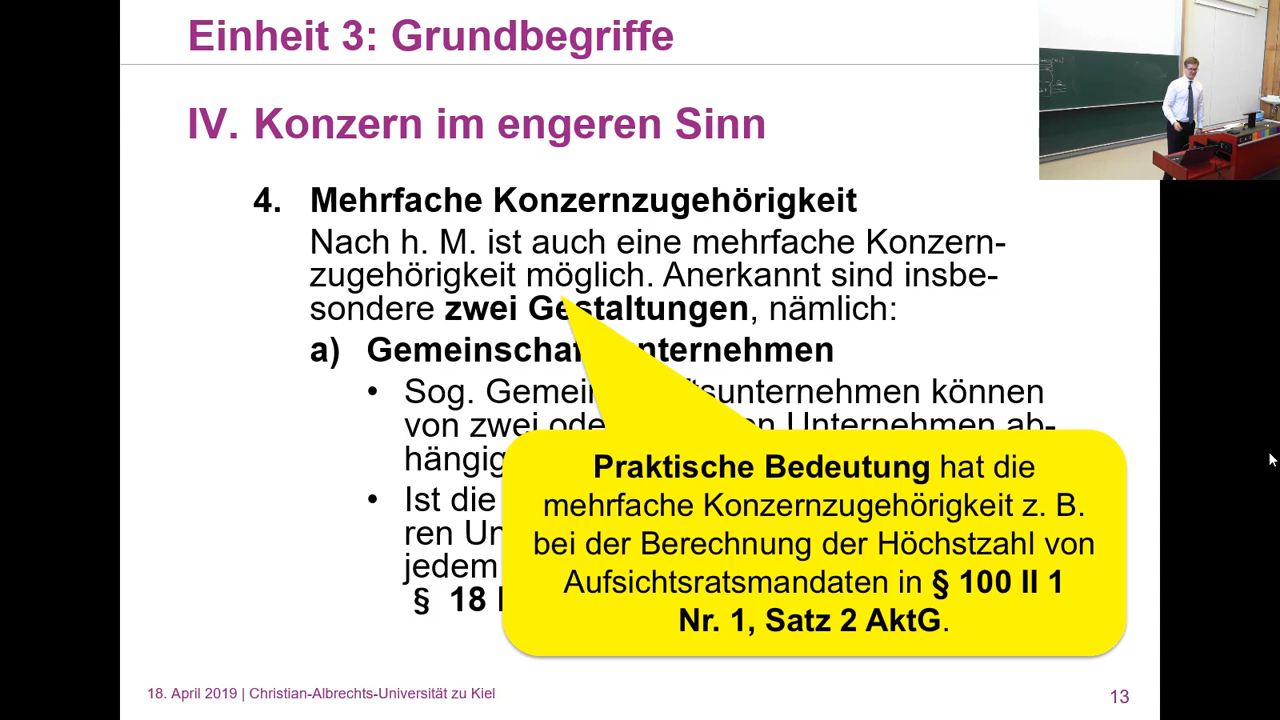 Einheit 3: Grundbegriffe
IV. Konzern im engeren Sinn
4. Mehrfache Konzernzugehörigkeit
Nach h. M. ist auch eine mehrfache Konzern-
zugehörigkeit möglich. Anerkannt sind insbe-
sondere zwei Gestaltungen, nämlich:
a) Gemeinschaftsunternehmen
• Sog. Gemeinschaftsunternehmen können
von zwei oder Unternehmen ab-
hängig
• Ist die
ren
jedem
§ 18
Praktische Bedeutung hat die
mehrfache Konzernzugehörigkeit z. B.
bei der Berechnung der Höchstzahl von
Aufsichtsratsmandaten in § 100 II 1
Nr. 1, Satz 2 AktG.
18. April 2019 | Christian-Albrechts-Universität zu Kiel
13